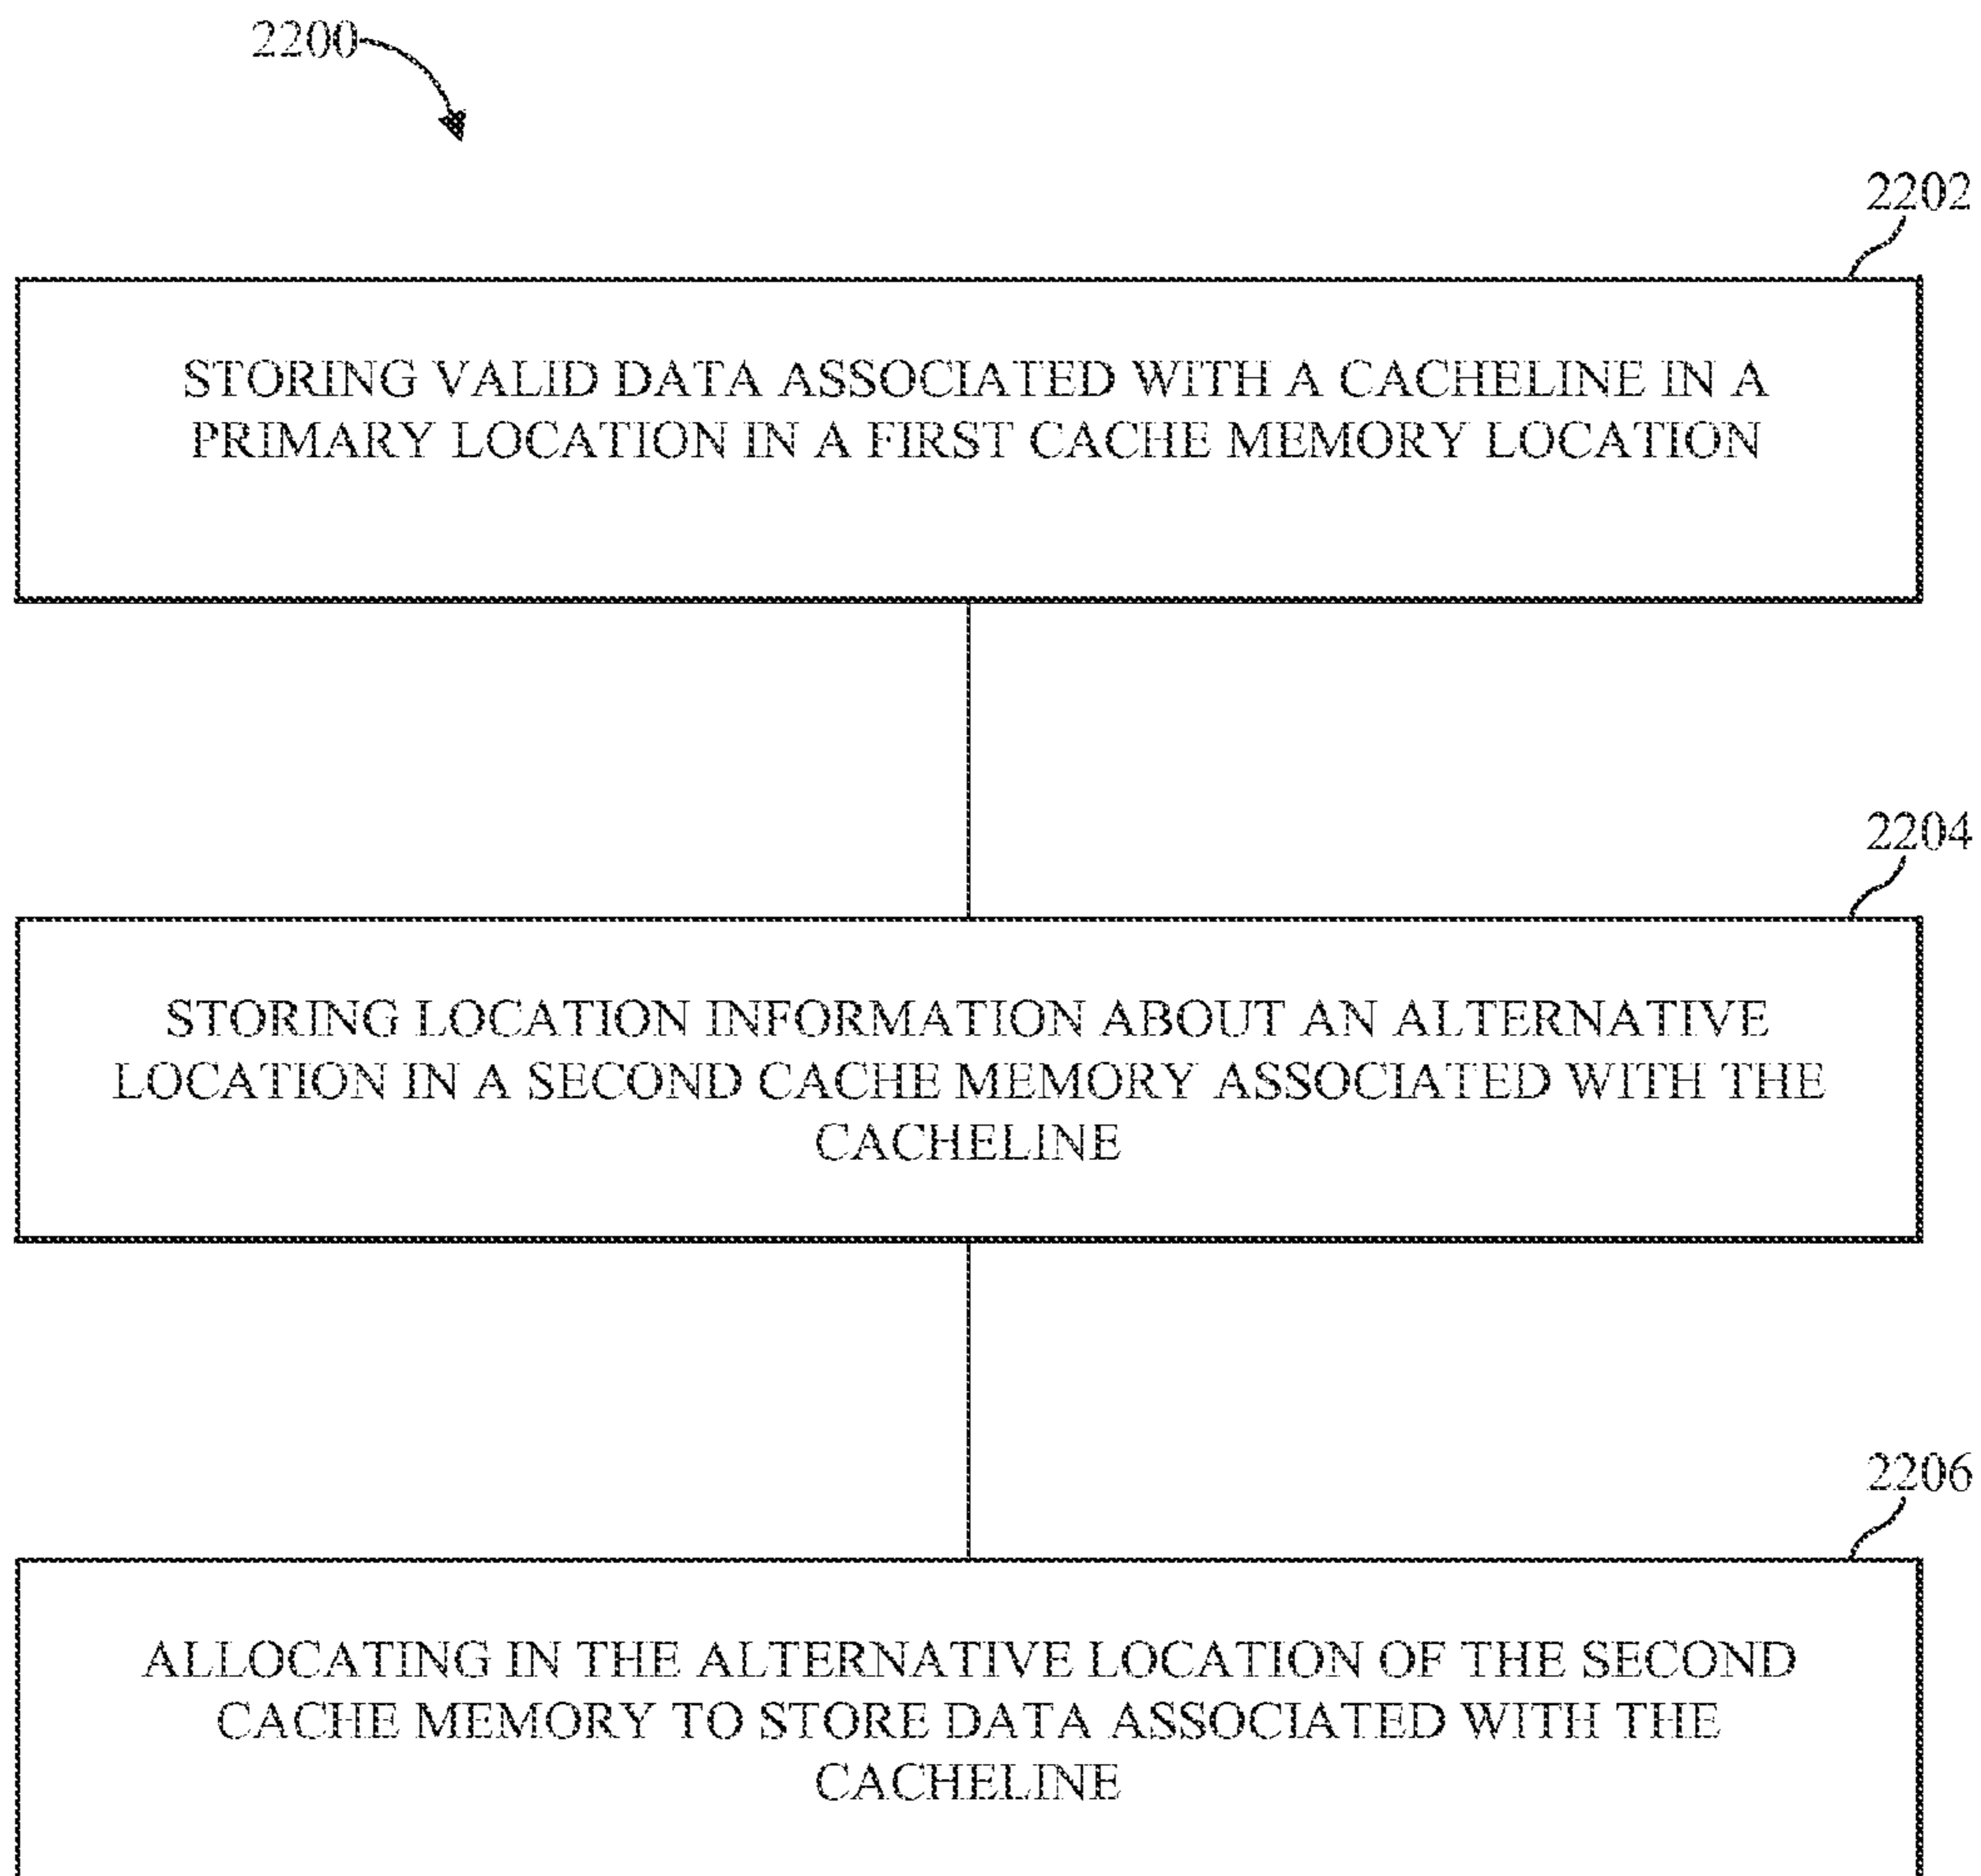 2200
2202
STORING VALID DATA ASSOCIATED WITH A CACHELINE IN A
PRIMARY LOCATION IN A FIRST CACHE MEMORY LOCATION
2204
STORING LOCATION INFORMATION ABOUT AN ALTERNATIVE
LOCATION IN A SECOND CACHE MEMORY ASSOCIATED WITH THE
CACHELINE
2206
ALLOCATING IN THE ALTERNATIVE LOCATION OF THE SECOND
CACHE MEMORY TO STORE DATA ASSOCIATED WITH THE
CACHELINE